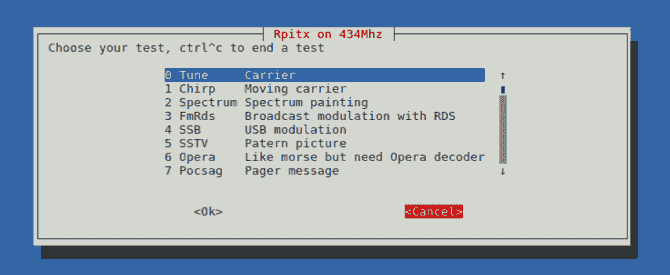 Rpitx on 434Mhz
Choose your test, ctrl^c to end a test
0 Tune Carrier
1 Chirp Moving carrier
2 Spectrum Spectrum painting
3 FmRds Broadcast modulation with RDS
4 SSB USB modulation
5 SSTV Patern picture
6 Opera Like morse but need Opera decoder
7 Pocsag Pager message
<Ok> <Cancel>